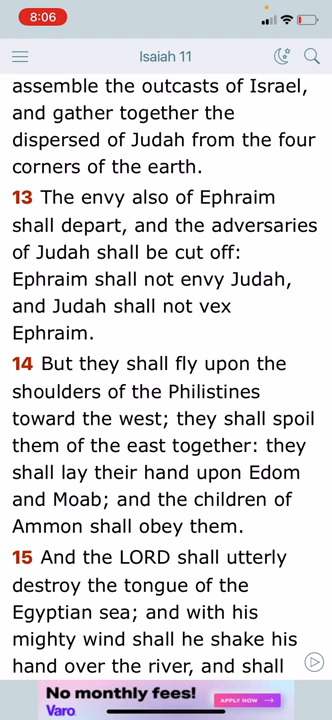 8:06
Isaiah 11
assemble the outcasts of Israel,
and gather together the
dispersed of Judah from the four
corners of the earth.
13 The envy also of Ephraim
shall depart, and the adversaries
of Judah shall be cut off:
Ephraim shall not envy Judah,
and Judah shall not vex
Ephraim.
14 But they shall fly upon the
shoulders of the Philistines
toward the west; they shall spoil
them of the east together: they
shall lay their hand upon Edom
and Moab; and the children of
Ammon shall obey them.
15 And the LORD shall utterly
destroy the tongue of the
Egyptian sea; and with his
mighty wind shall he shake his
hand over the river, and shall
No monthly fees!
Varo
APPLY NOW